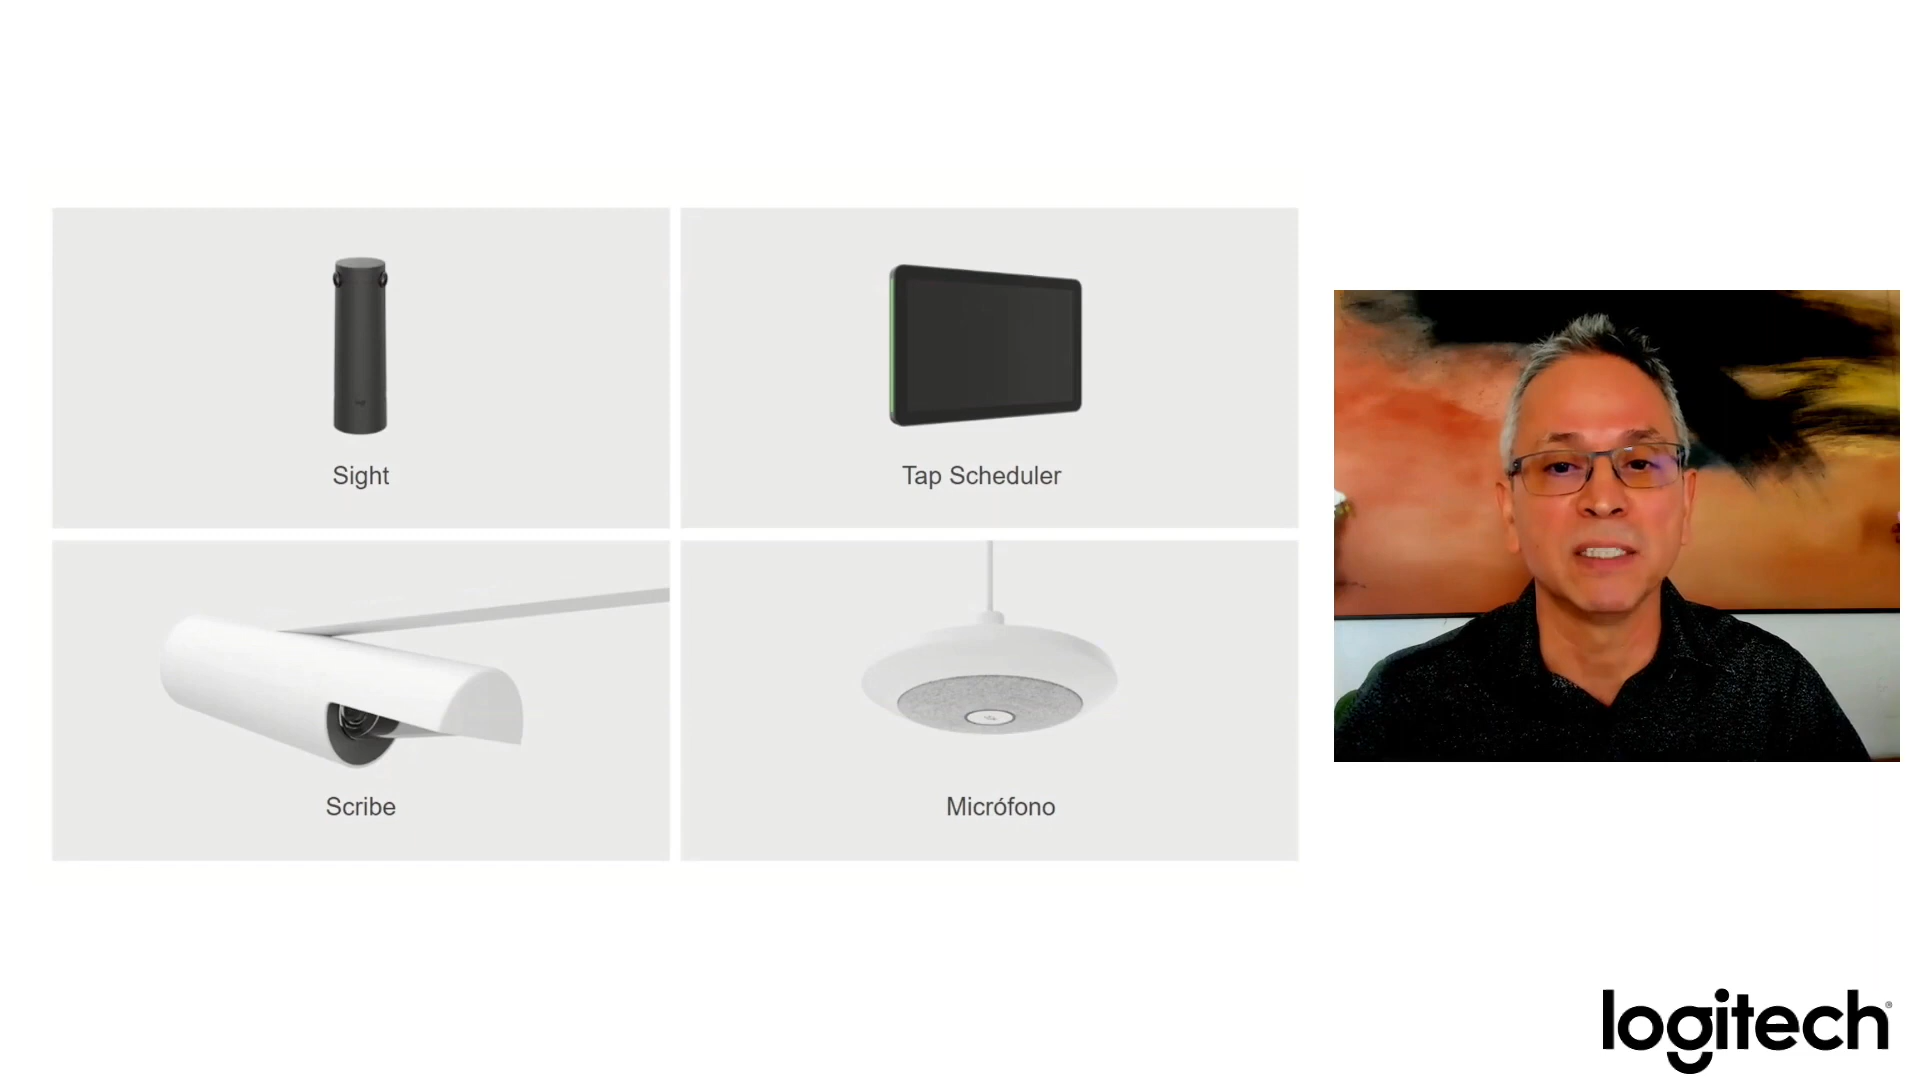 Sight
Tap Scheduler
Scribe
Micrófono
logitech